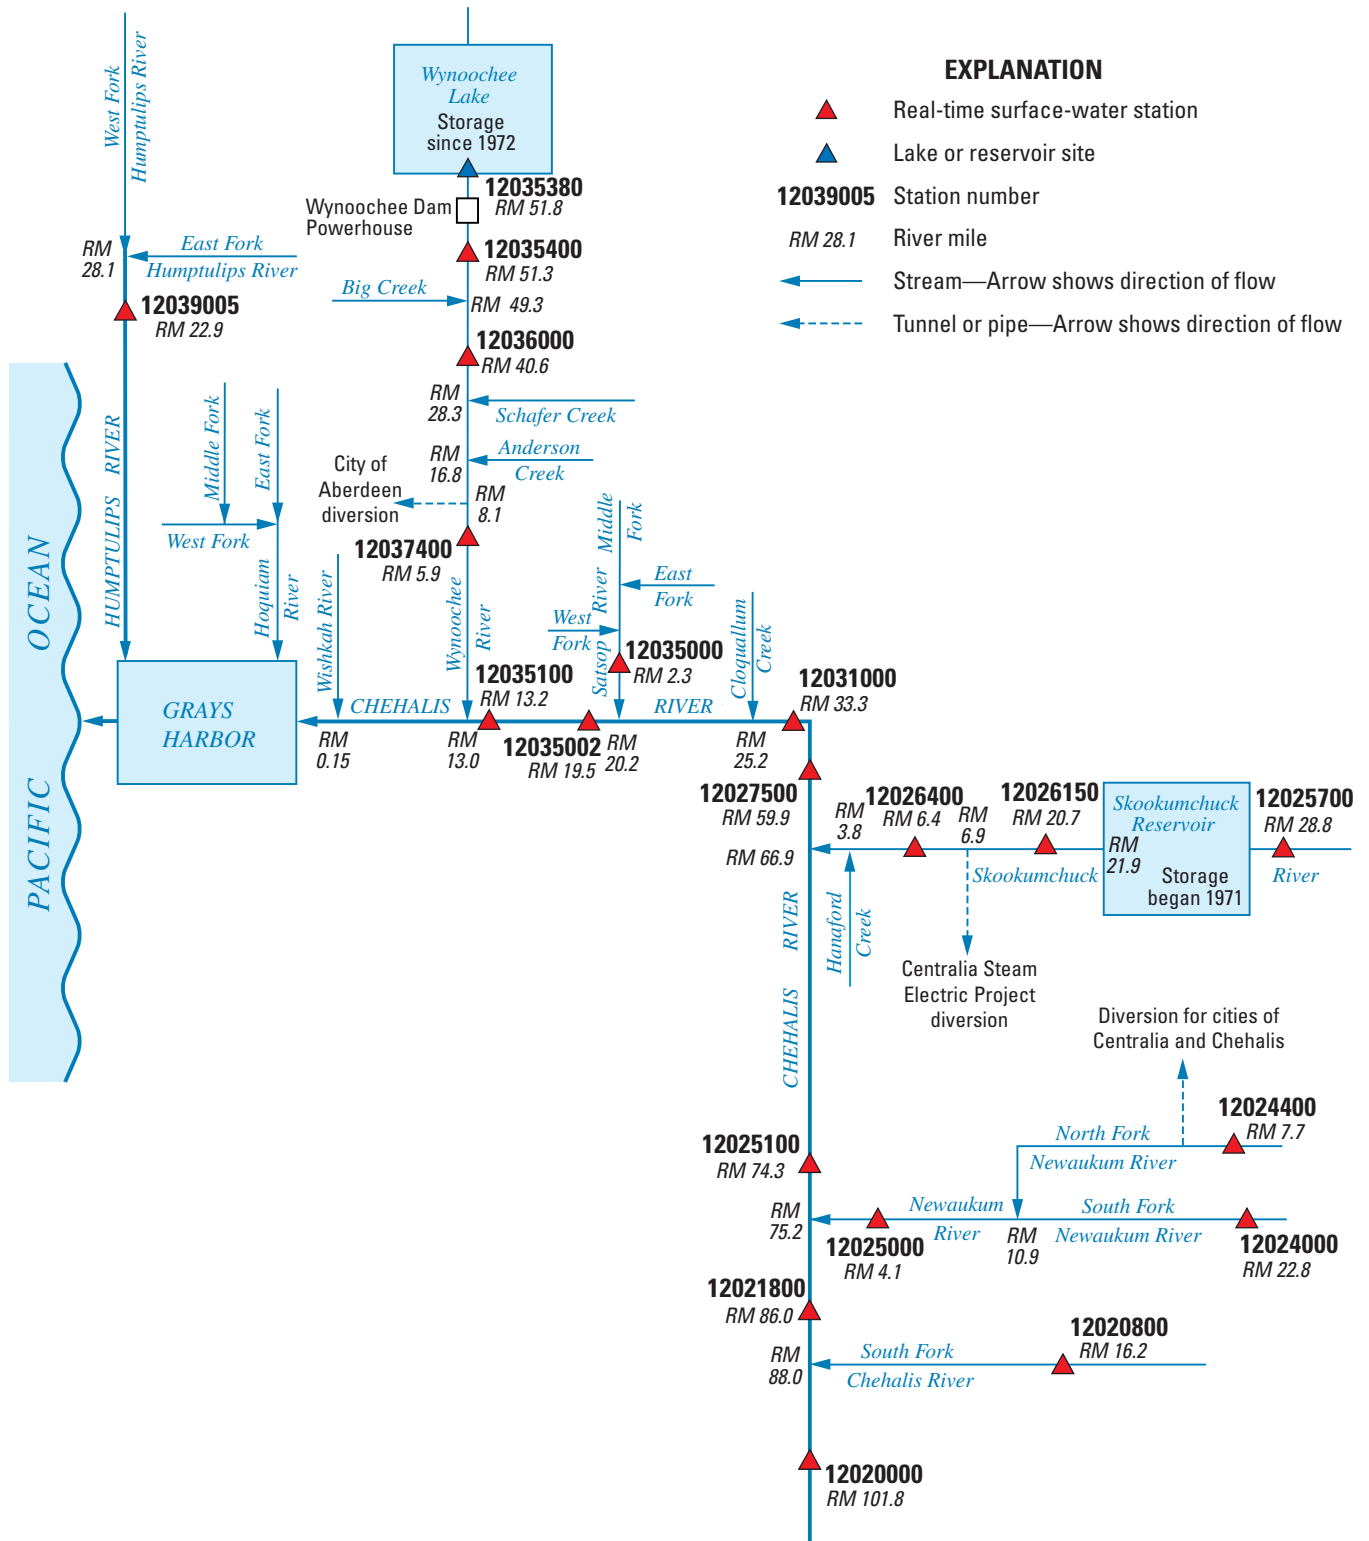 EXPLANATION
Real-time surface-water station
Lake or reservoir site
12039005 Station number
RM 28.1 River mile
Stream—Arrow shows direction of flow
Tunnel or pipe—Arrow shows direction of flow
West Fork
Humptulips River
RM
28.1
East Fork
Humptulips River
12039005
RM 22.9
HUMPTULIPS RIVER
PACIFIC OCEAN
Middle Fork
East Fork
West Fork
Hoquiam
River
GRAYS
HARBOR
Wynoochee
Lake
Storage
since 1972
12035380
RM 51.8
Wynoochee Dam
Powerhouse
12035400
RM 51.3
Big Creek
RM 49.3
12036000
RM 40.6
RM
28.3
Schafer Creek
RM
16.8
Anderson
Creek
City of
Aberdeen
diversion
RM
8.1
12037400
RM 5.9
Wishkah River
Wynoochee
River
Middle
Fork
East
Fork
West
Fork
Satsop River
12035000
RM 2.3
Cloquallum
Creek
12035100
RM 13.2
12031000
RM 33.3
CHEHALIS RIVER
RM
0.15
RM
13.0
12035002
RM 19.5
RM
20.2
RM
25.2
12027500
RM 59.9
RM
3.8
12026400
RM 6.4
RM
6.9
12026150
RM 20.7
Skookumchuck
Reservoir
RM
21.9
Storage
began 1971
12025700
RM 28.8
RM 66.9
Skookumchuck River
Hanaford
Creek
Centralia Steam
Electric Project
diversion
CHEHALIS RIVER
Diversion for cities of
Centralia and Chehalis
12024400
RM 7.7
North Fork
Newaukum River
12025100
RM 74.3
RM
75.2
Newaukum
River
South Fork
Newaukum River
12025000
RM 4.1
RM
10.9
12024000
RM 22.8
12021800
RM 86.0
12020800
RM 16.2
RM
88.0
South Fork
Chehalis River
12020000
RM 101.8